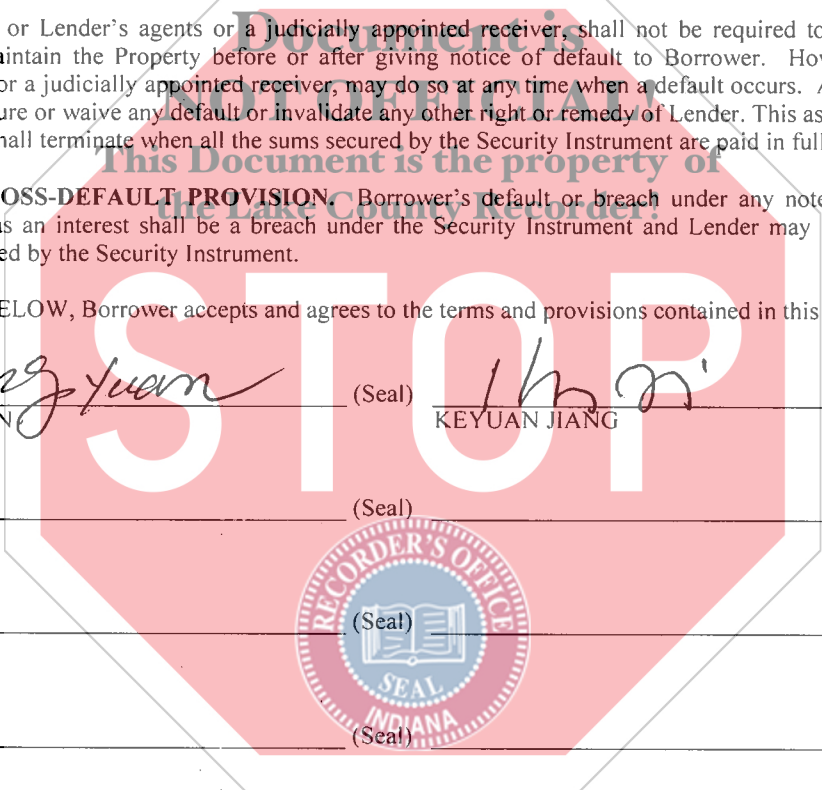 or Lender's agents or a judicially appointed receiver, shall not be required to
aintain the Property before or after giving notice of default to Borrower. Ho
or a judicially appointed receiver, may do so at any time when a default occurs. A
ure or waive any default or invalidate any other right or remedy of Lender. This as
hall terminate when all the sums secured by the Security Instrument are paid in full
OSS-DEFAULT PROVISION. Borrower's default or breach under any note
as an interest shall be a breach under the Security Instrument and Lender may
ed by the Security Instrument.
ELOW, Borrower accepts and agrees to the terms and provisions contained in this
Yuan (Seal)
N KEYUAN JIANG
(Seal)
(Seal)
(Seal)
Document is
NOT OFFICIAL!
This Document is the property of
the Lake County Recorder!
STOP
RECORDER'S OFFICE
SEAL
INDIANA